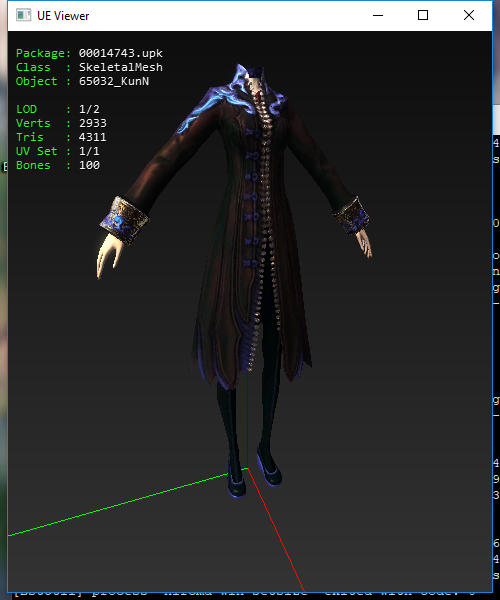 UE Viewer
Package: 00014743.upk
Class : SkeletalMesh
Object : 65032_KunN
LOD : 1/2
Verts : 2933
Tris : 4311
UV Set : 1/1
Bones : 100